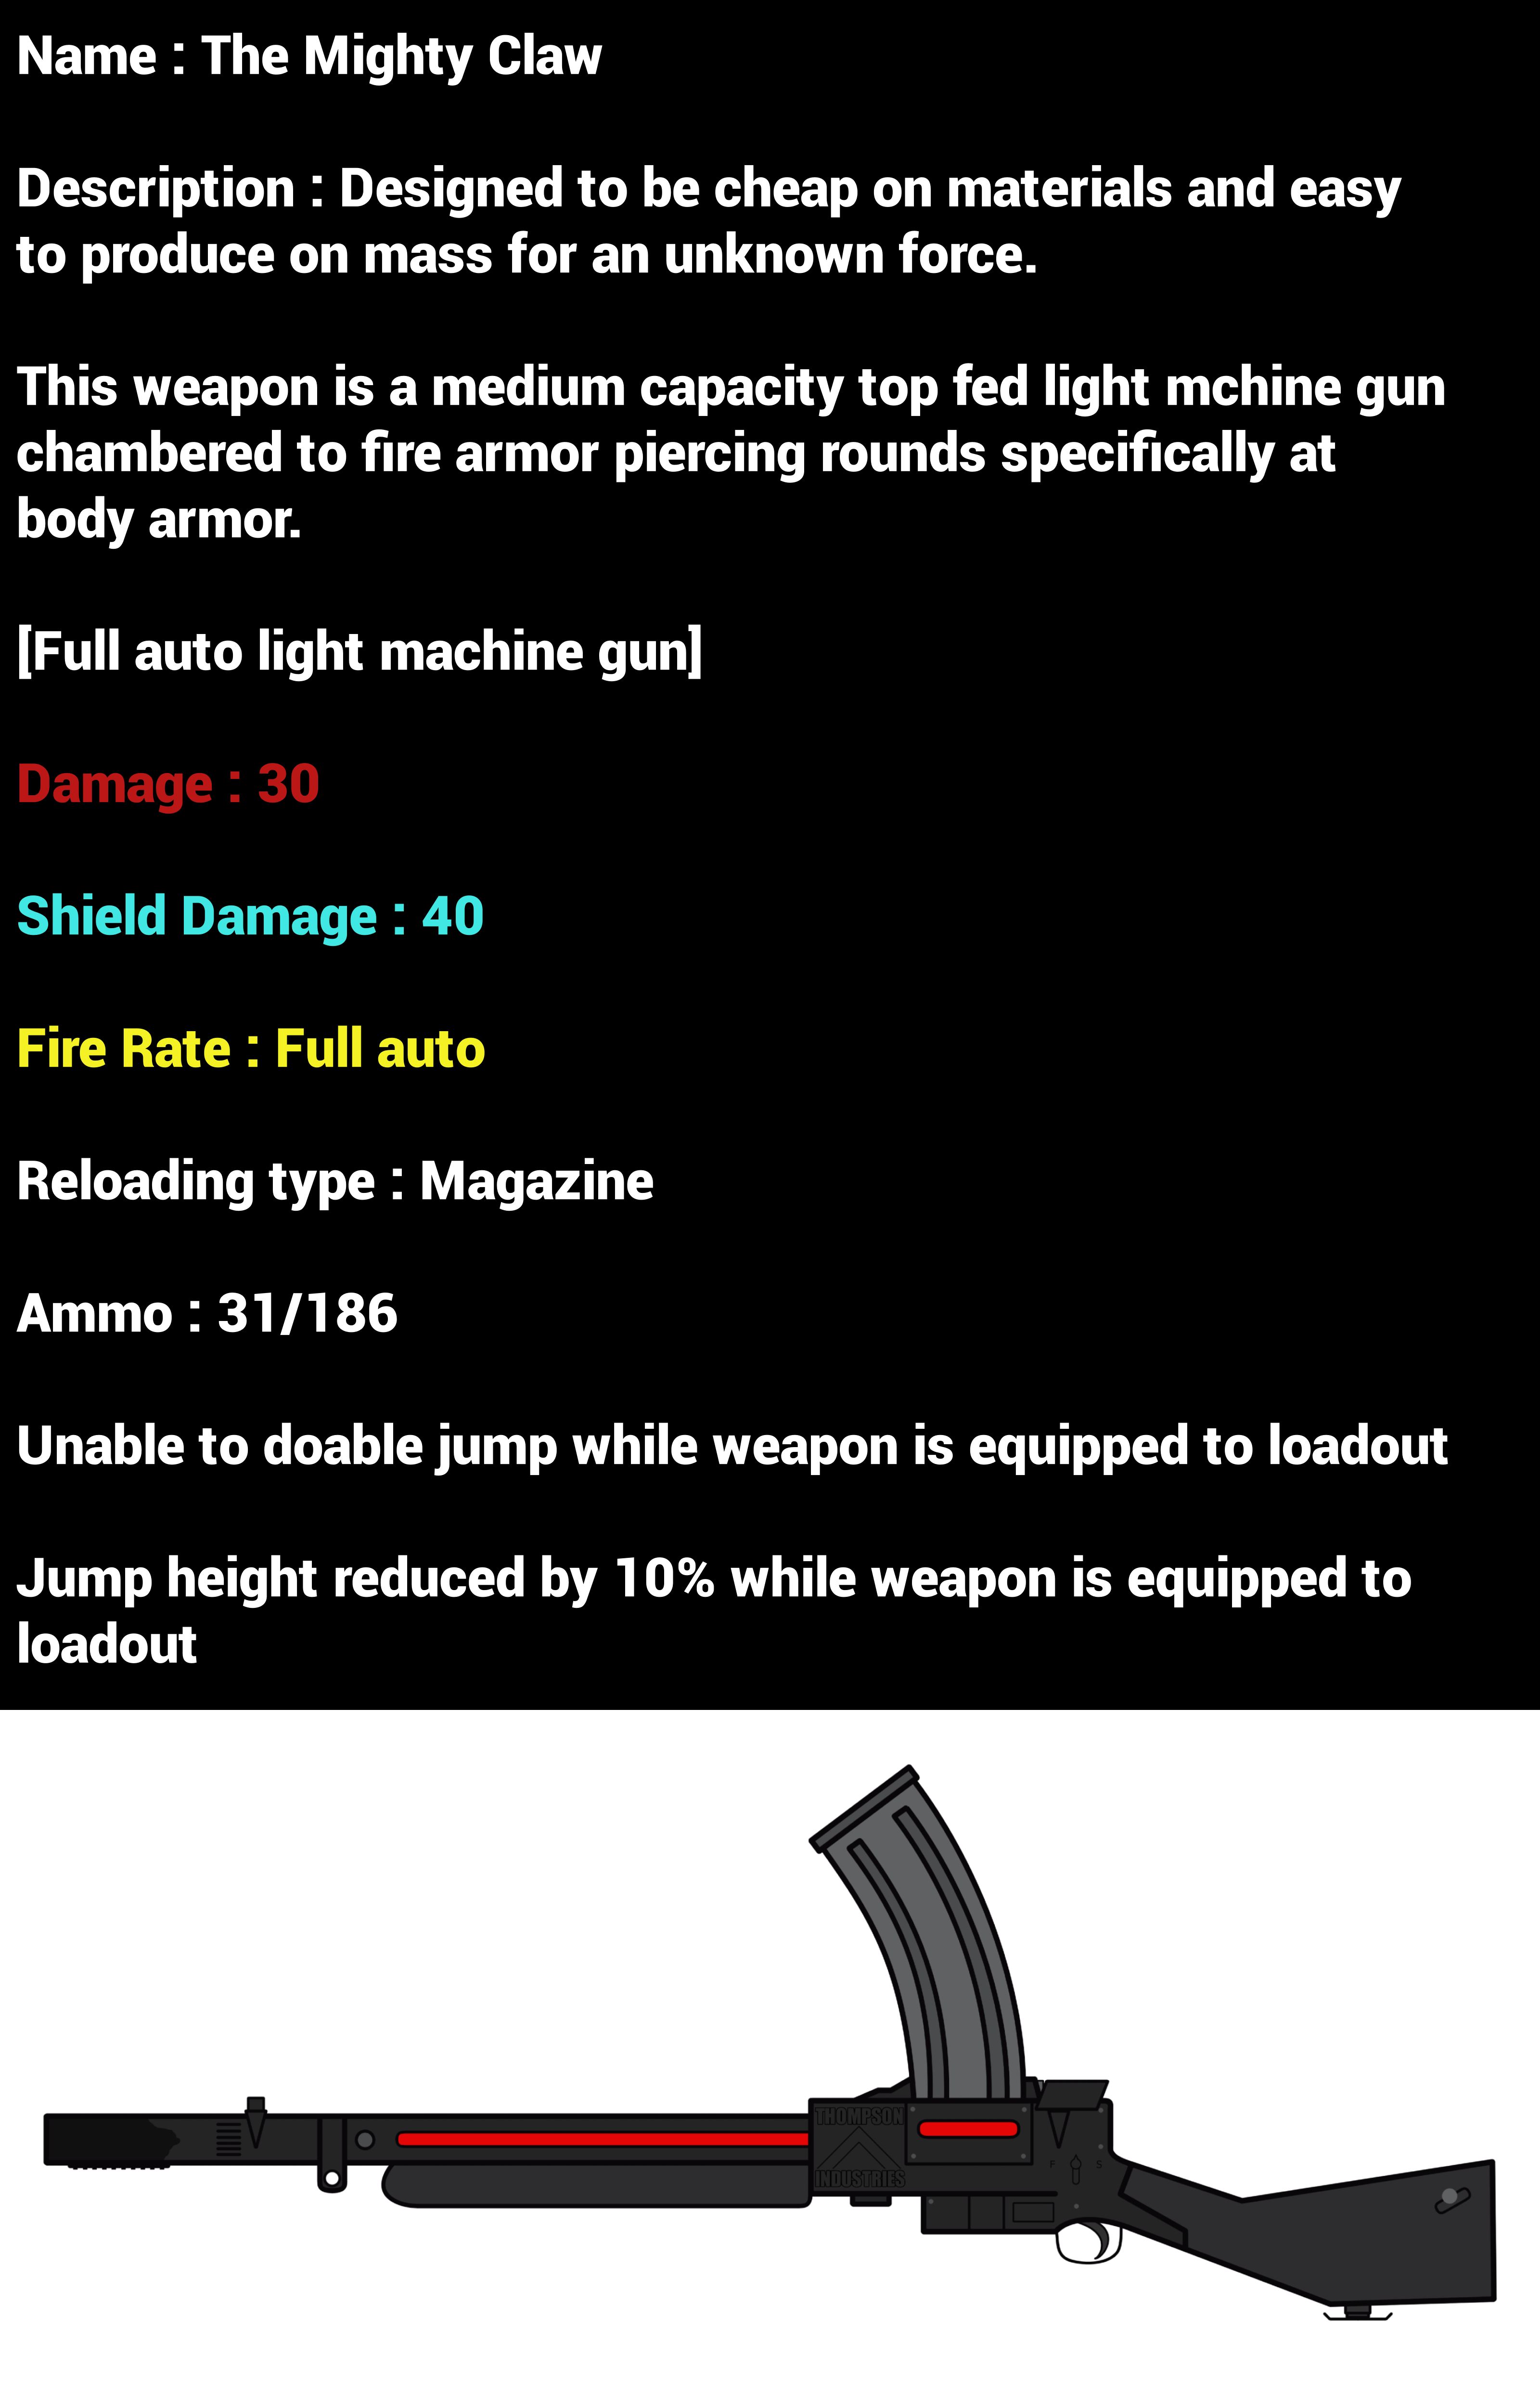 Name : The Mighty Claw
Description : Designed to be cheap on materials and easy
to produce on mass for an unknown force.
This weapon is a medium capacity top fed light mchine gun
chambered to fire armor piercing rounds specifically at
body armor.
[Full auto light machine gun]
Damage : 30
Shield Damage : 40
Fire Rate : Full auto
Reloading type : Magazine
Ammo : 31/186
Unable to doable jump while weapon is equipped to loadout
Jump height reduced by 10% while weapon is equipped to
loadout
THOMPSON
INDUSTRIES
F S